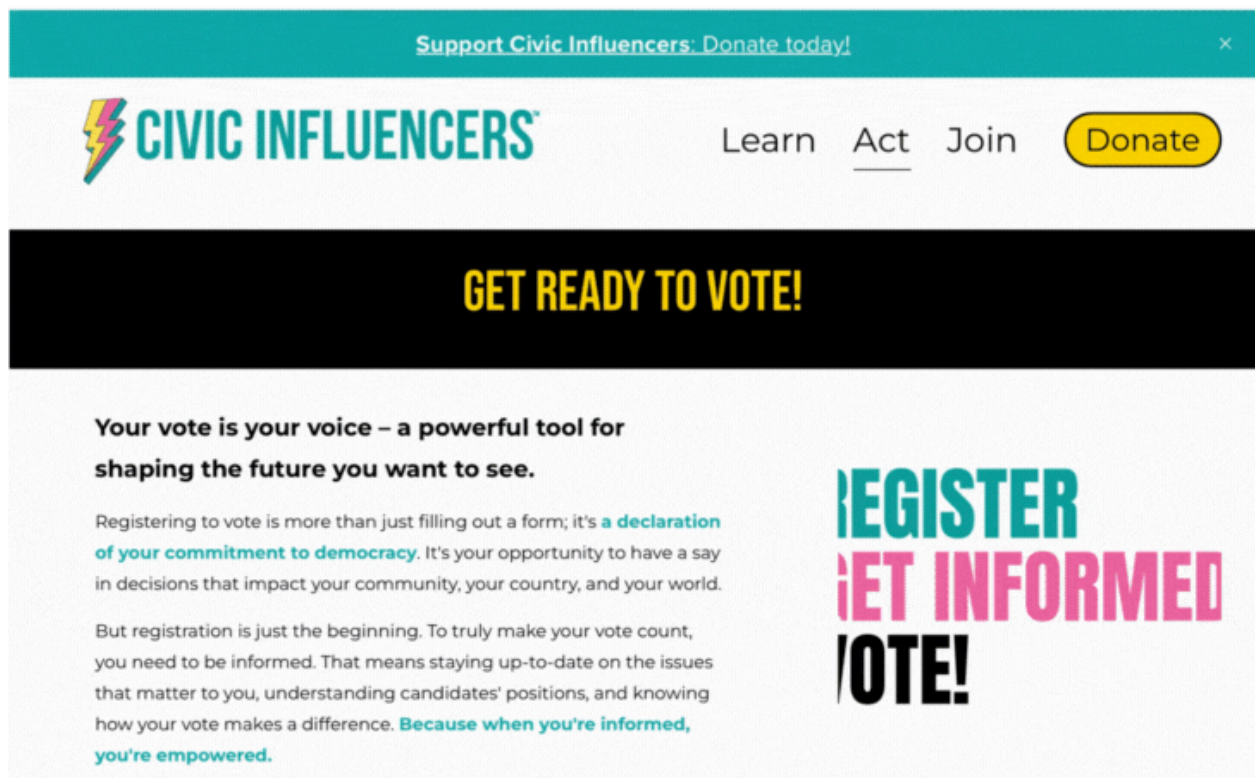 Support Civic Influencers: Donate today!
×
CIVIC INFLUENCERS™
Learn Act Join Donate
GET READY TO VOTE!
Your vote is your voice – a powerful tool for
shaping the future you want to see.
Registering to vote is more than just filling out a form; it's a declaration
of your commitment to democracy. It's your opportunity to have a say
in decisions that impact your community, your country, and your world.
But registration is just the beginning. To truly make your vote count,
you need to be informed. That means staying up-to-date on the issues
that matter to you, understanding candidates' positions, and knowing
how your vote makes a difference. Because when you're informed,
you're empowered.
REGISTER
GET INFORMED
VOTE!